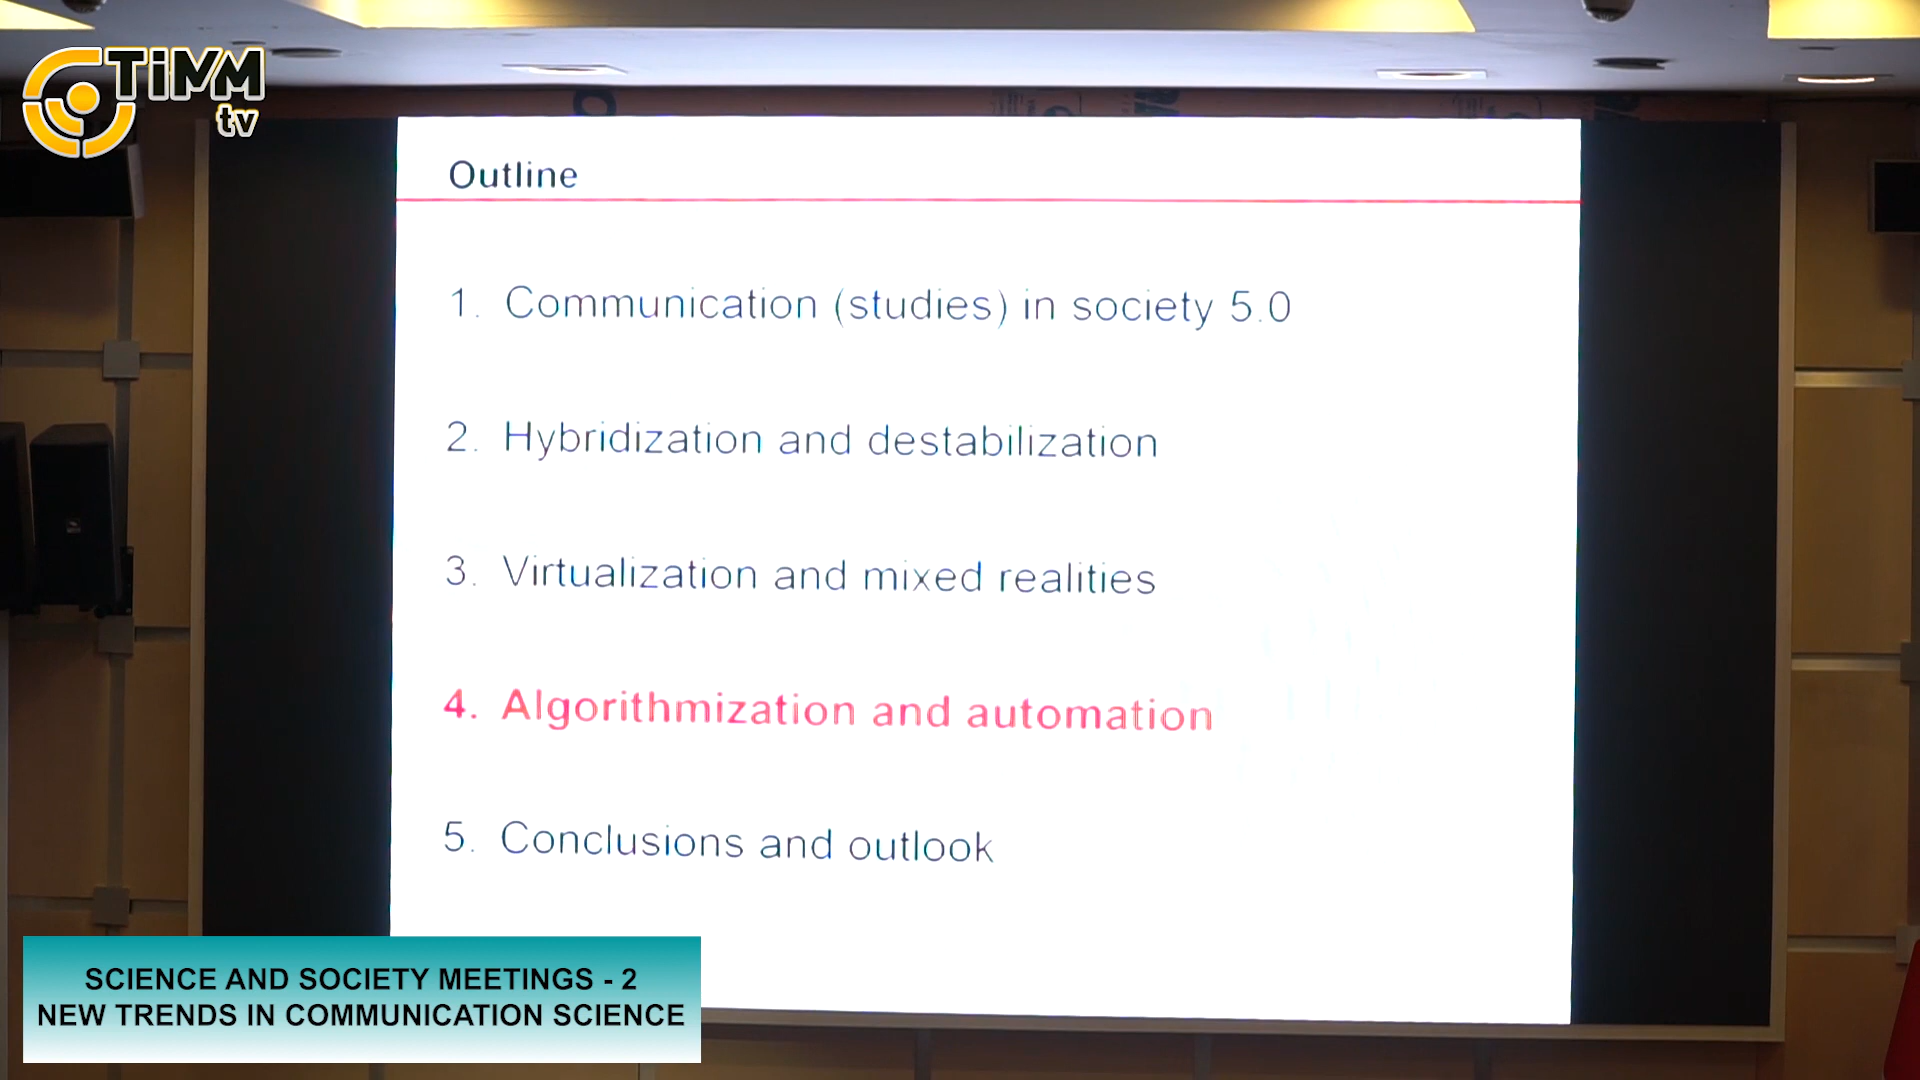 TiMM
tv
Outline
1. Communication (studies) in society 5.0
2. Hybridization and destabilization
3. Virtualization and mixed realities
4. Algorithmization and automation
5. Conclusions and outlook
SCIENCE AND SOCIETY MEETINGS - 2
NEW TRENDS IN COMMUNICATION SCIENCE